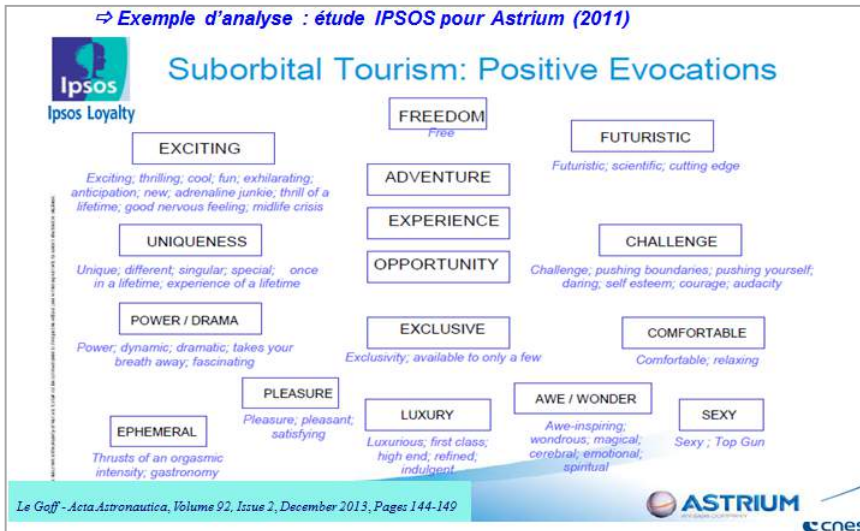 ⇨ Exemple d'analyse : étude IPSOS pour Astrium (2011)
Ipsos
Ipsos Loyalty
Suborbital Tourism: Positive Evocations
FREEDOM
Free
EXCITING
Exciting; thrilling; cool; fun; exhilarating;
anticipation; new; adrenaline junkie; thrill of a
lifetime; good nervous feeling; midlife crisis
FUTURISTIC
Futuristic; scientific; cutting edge
ADVENTURE
EXPERIENCE
OPPORTUNITY
UNIQUENESS
Unique; different; singular; special; once
in a lifetime; experience of a lifetime
CHALLENGE
Challenge; pushing boundaries; pushing yourself;
daring; self esteem; courage; audacity
POWER / DRAMA
Power; dynamic; dramatic; takes your
breath away; fascinating
EXCLUSIVE
Exclusivity; available to only a few
COMFORTABLE
Comfortable; relaxing
PLEASURE
Pleasure; pleasant;
satisfying
EPHEMERAL
Thrusts of an orgasmic
intensity; gastronomy
LUXURY
Luxurious; first class;
high end; refined;
indulgent
AWE / WONDER
Awe-inspiring;
wondrous; magical;
cerebral; emotional;
spiritual
SEXY
Sexy ; Top Gun
Le Goff - Acta Astronautica, Volume 92, Issue 2, December 2013, Pages 144-149
ASTRIUM
cnes